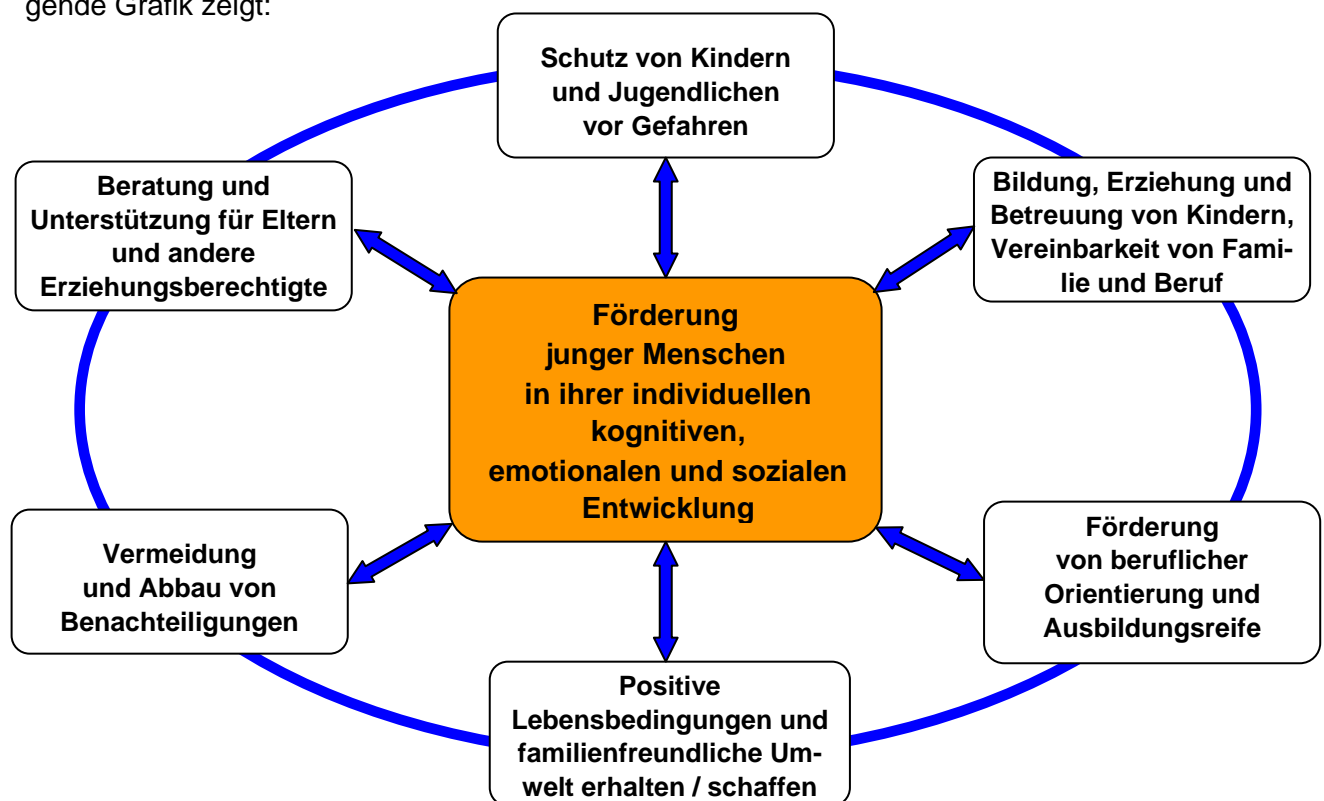 gende Grafik zeigt:
Schutz von Kindern
und Jugendlichen
vor Gefahren
Beratung und
Unterstützung für Eltern
und andere
Erziehungsberechtigte
Bildung, Erziehung und
Betreuung von Kindern,
Vereinbarkeit von Fami-
lie und Beruf
Förderung
junger Menschen
in ihrer individuellen
kognitiven,
emotionalen und sozialen
Entwicklung
Vermeidung
und Abbau von
Benachteiligungen
Förderung
von beruflicher
Orientierung und
Ausbildungsreife
Positive
Lebensbedingungen und
familienfreundliche Um-
welt erhalten / schaffen